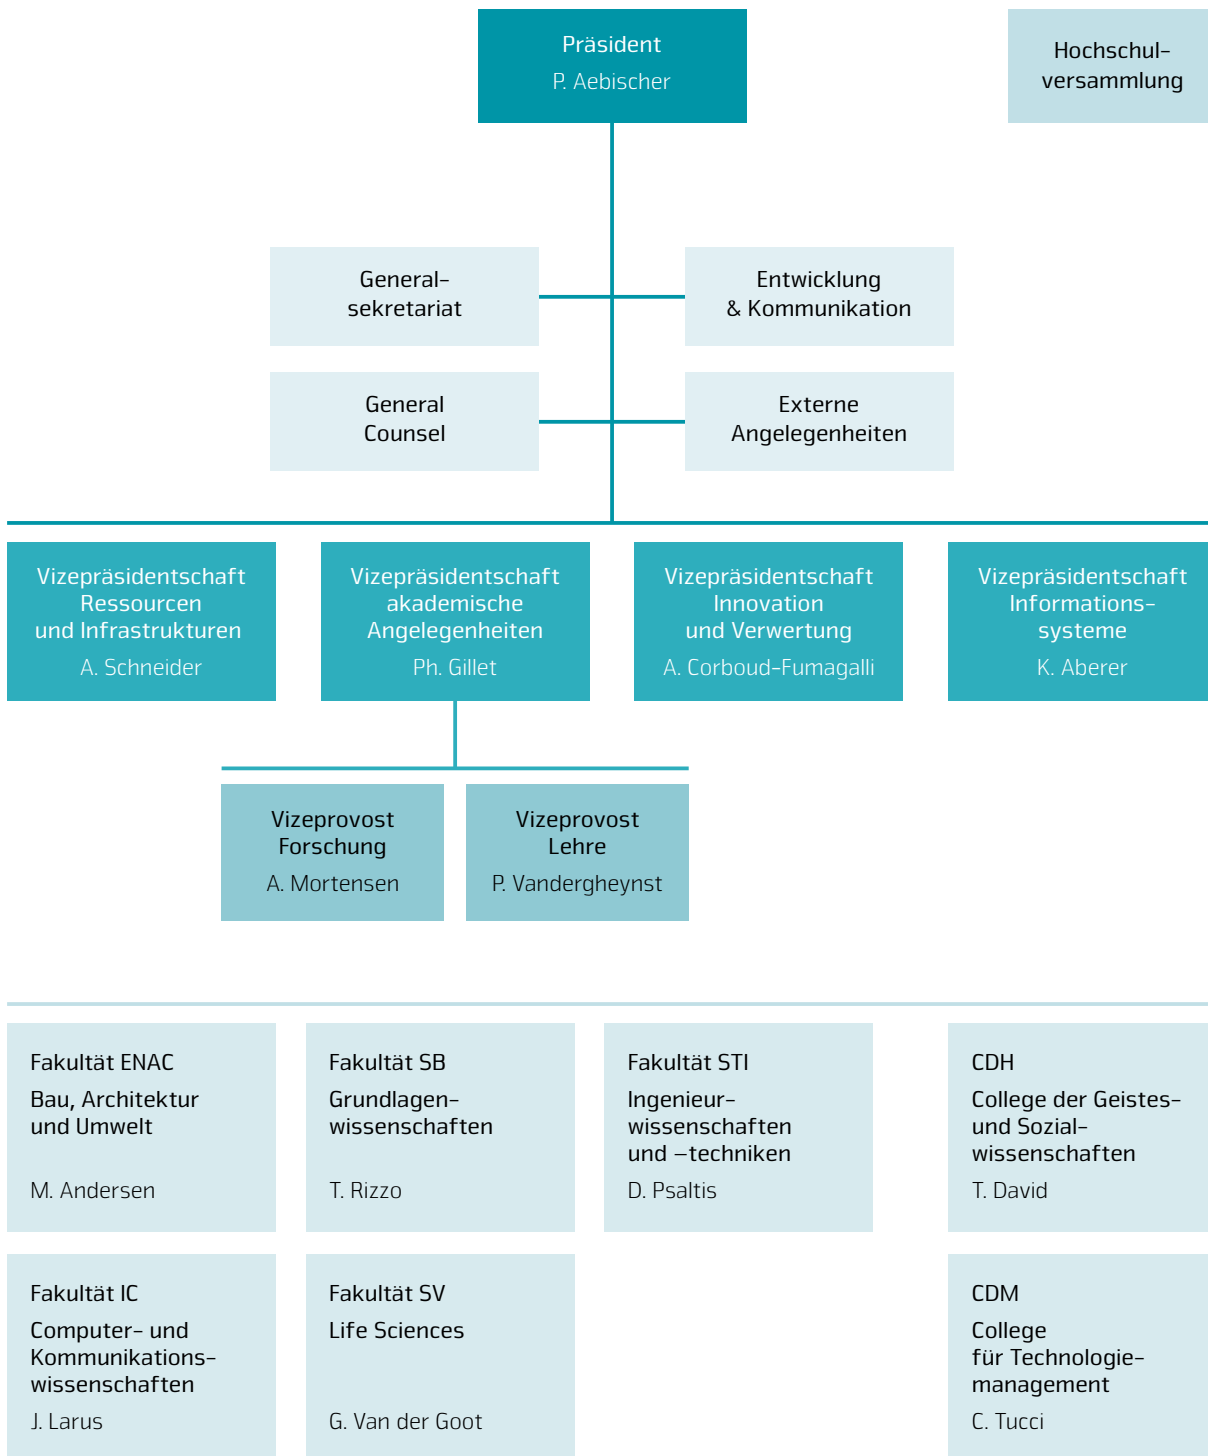 Präsident
P. Aebischer
Hochschul-
versammlung
General-
sekretariat
Entwicklung
& Kommunikation
General
Counsel
Externe
Angelegenheiten
Vizepräsidentschaft
Ressourcen
und Infrastrukturen
A. Schneider
Vizepräsidentschaft
akademische
Angelegenheiten
Ph. Gillet
Vizepräsidentschaft
Innovation
und Verwertung
A. Corboud-Fumagalli
Vizepräsidentschaft
Informations-
systeme
K. Aberer
Vizeprovost
Forschung
A. Mortensen
Vizeprovost
Lehre
P. Vandergheynst
Fakultät ENAC
Bau, Architektur
und Umwelt
M. Andersen
Fakultät SB
Grundlagen-
wissenschaften
T. Rizzo
Fakultät STI
Ingenieur-
wissenschaften
und –techniken
D. Psaltis
CDH
College der Geistes-
und Sozial-
wissenschaften
T. David
Fakultät IC
Computer- und
Kommunikations-
wissenschaften
J. Larus
Fakultät SV
Life Sciences
G. Van der Goot
CDM
College
für Technologie-
management
C. Tucci